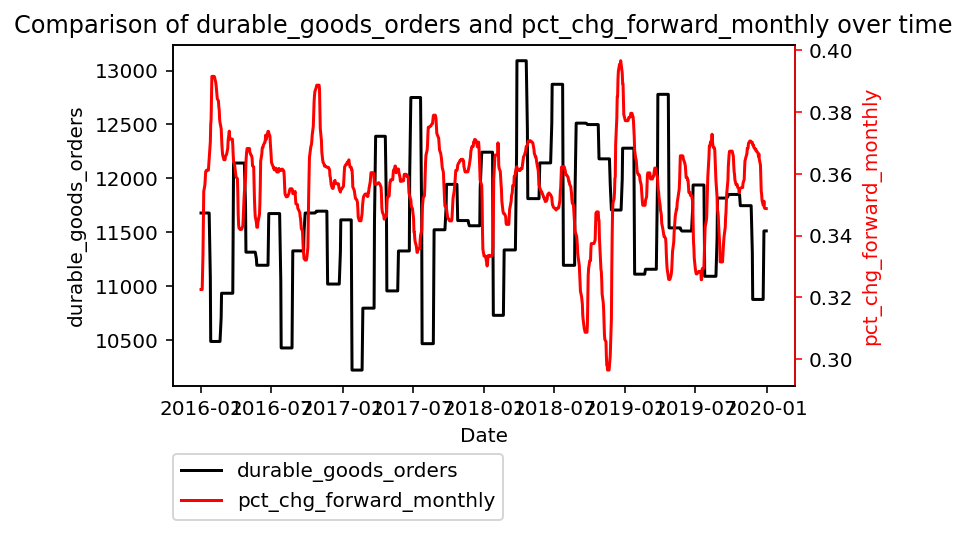 Comparison of durable_goods_orders and pct_chg_forward_monthly over time
durable_goods_orders
13000
12500
12000
11500
11000
10500
0.40
0.38
0.36
0.34
0.32
0.30
pct_chg_forward_monthly
2016-01 2016-07 2017-01 2017-07 2018-01 2018-07 2019-01 2019-07 2020-01
Date
durable_goods_orders
pct_chg_forward_monthly